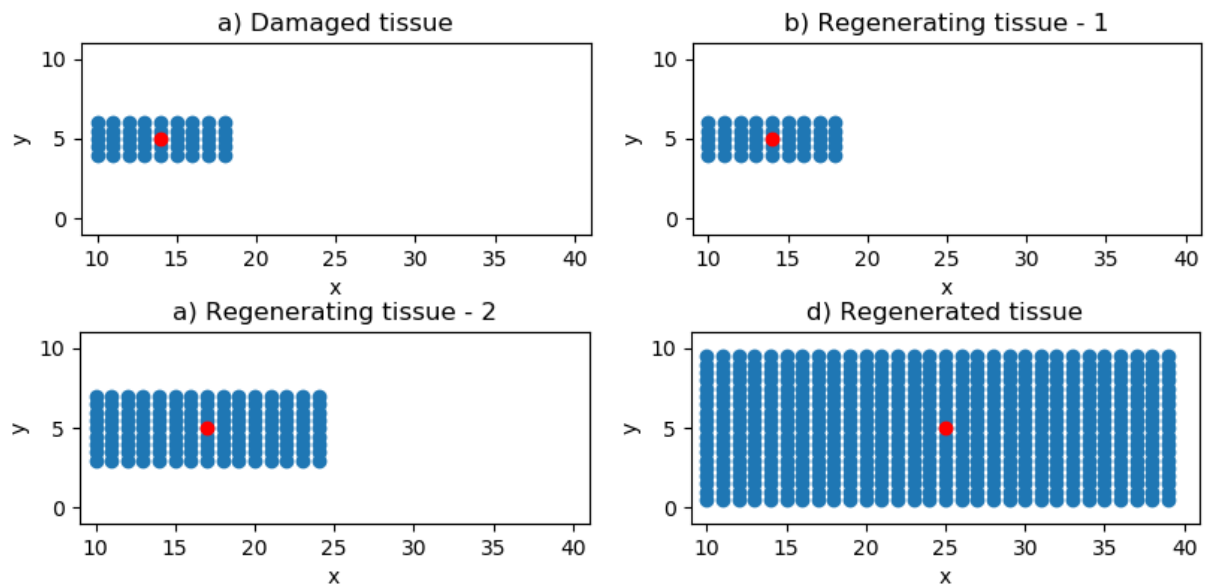 a) Damaged tissue
10
5
0
y
10 15 20 25 30 35 40
x
b) Regenerating tissue - 1
10
5
0
y
10 15 20 25 30 35 40
x
a) Regenerating tissue - 2
10
5
0
y
10 15 20 25 30 35 40
x
d) Regenerated tissue
10
5
0
y
10 15 20 25 30 35 40
x